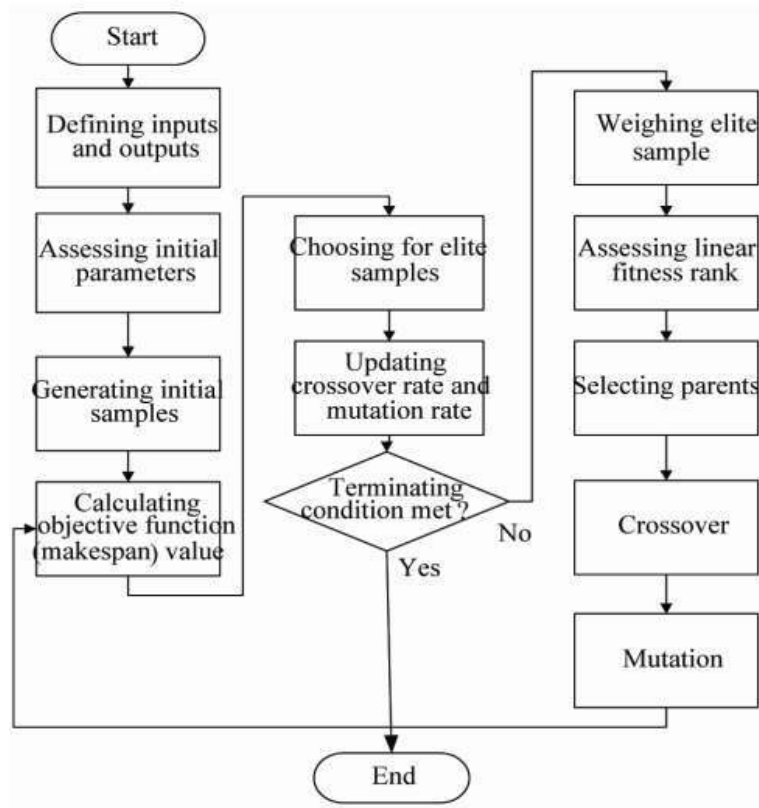 Start
Defining inputs
and outputs
Assessing initial
parameters
Generating initial
samples
Calculating
objective function
(makespan) value
Choosing for elite
samples
Updating
crossover rate and
mutation rate
Terminating
condition met ?
No
Yes
Weighing elite
sample
Assessing linear
fitness rank
Selecting parents
Crossover
Mutation
End